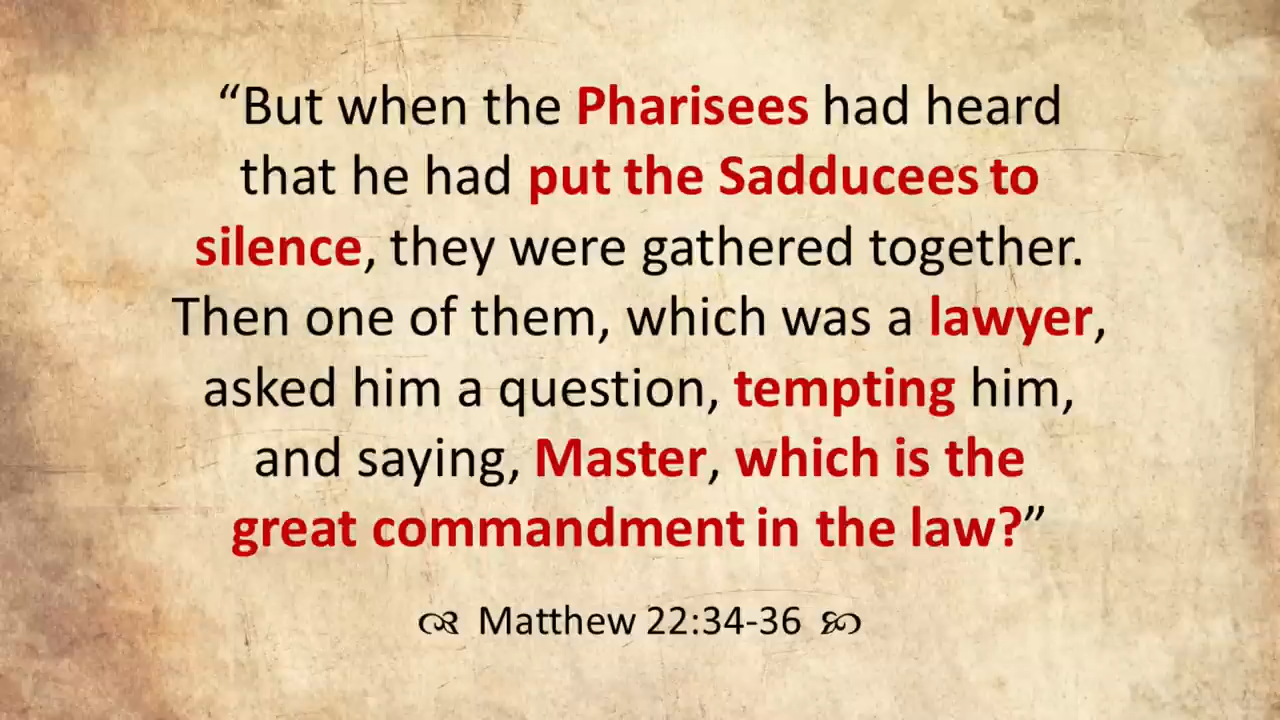 “But when the Pharisees had heard
that he had put the Sadducees to
silence, they were gathered together.
Then one of them, which was a lawyer,
asked him a question, tempting him,
and saying, Master, which is the
great commandment in the law?”
Matthew 22:34-36